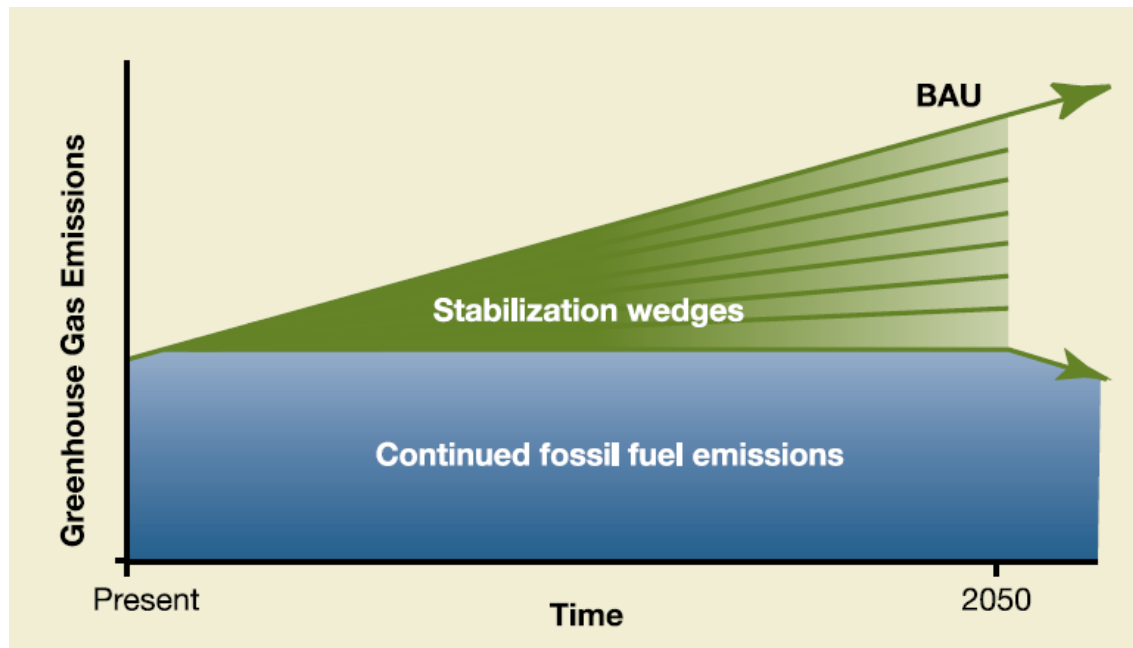 BAU
Greenhouse Gas Emissions
Stabilization wedges
Continued fossil fuel emissions
Present
2050
Time